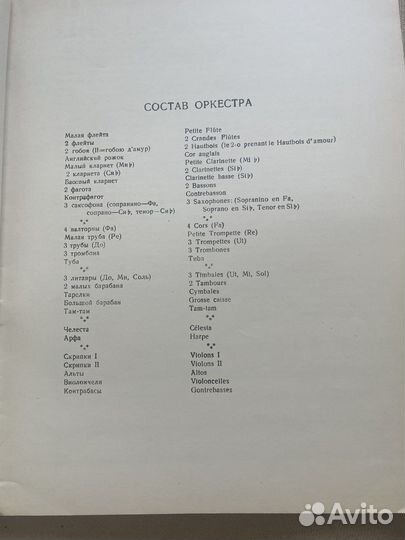 СОСТАВ ОРКЕСТРА
Малая флейта
2 флейты
2 гобоя (II=гобою д'амур)
Английский рожок
Малый кларнет (Ми♭)
2 кларнета (Си♭)
Басовый кларнет
2 фагота
Контрафагот
3 саксофона (сопранино—Фа,
сопрано—Си♭, тенор—Си♭)
*⁎*
4 валторны (Фа)
Малая труба (Ре)
3 трубы (До)
3 тромбона
Туба
*⁎*
3 литавры (До, Ми, Соль)
2 малых барабана
Тарелки
Большой барабан
Там-там
*⁎*
Челеста
Арфа
*⁎*
Скрипки I
Скрипки II
Альты
Виолончели
Контрабасы
Petite Flûte
2 Grandes Flûtes
2 Hautbois (le 2-o prenant le Hautbois d'amour)
Cor anglais
Petite Clarinette (Mi ♭)
2 Clarinettes (Si♭)
Clarinette basse (Si♭)
2 Bassons
Contrebasson
3 Saxophones: (Sopranino en Fa,
Soprano en Si♭, Tenor en Si♭)
*⁎*
4 Cors (Fa)
Petite Trompette (Re)
3 Trompettes (Ut)
3 Trombones
Tuba
*⁎*
3 Timbales (Ut, Mi, Sol)
2 Tambours
Cymbales
Grosse caisse
Tam-tam
*⁎*
Célesta
Harpe
*⁎*
Violons I
Violons II
Altos
Violoncelles
Contrebasses
Avito